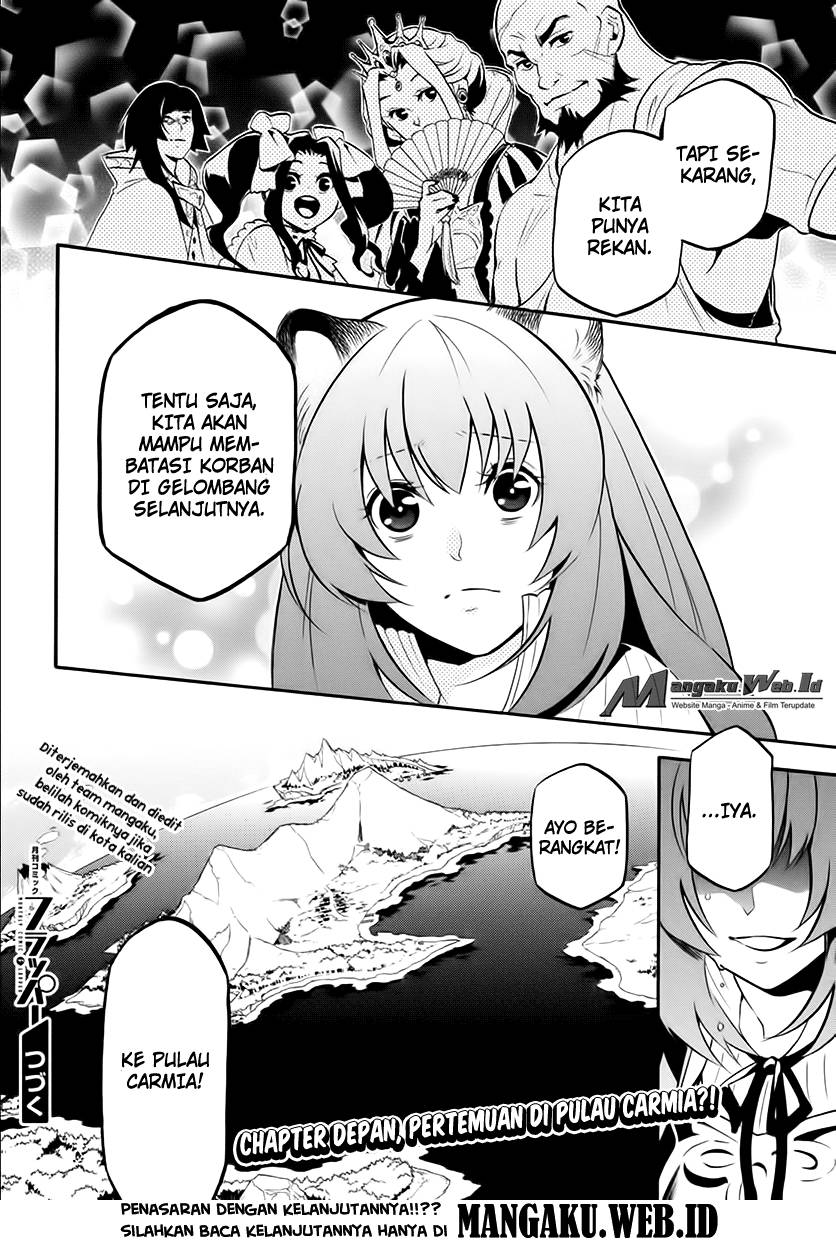 TAPI SE-
KARANG,
KITA
PUNYA
REKAN.
TENTU SAJA,
KITA AKAN
MAMPU MEM-
BATASI KORBAN
DI GELOMBANG
SELANJUTNYA.
Mangaku.Web.Id
Website Manga - Anime & Film Terupdate
...IYA.
AYO BE-
RANGKAT!
Diterjemahkan dan diedit
oleh team mangaku,
belilah komiknya jika
sudah rilis di kota kalian
月刊コミック
フラッパー
つづく
KE PULAU
CARMIA!
CHAPTER DEPAN, PERTEMUAN DI PULAU CARMIA?!
PENASARAN DENGAN KELANJUTANNYA!!??
SILAHKAN BACA KELANJUTANNYA HANYA DI
MANGAKU.WEB.ID